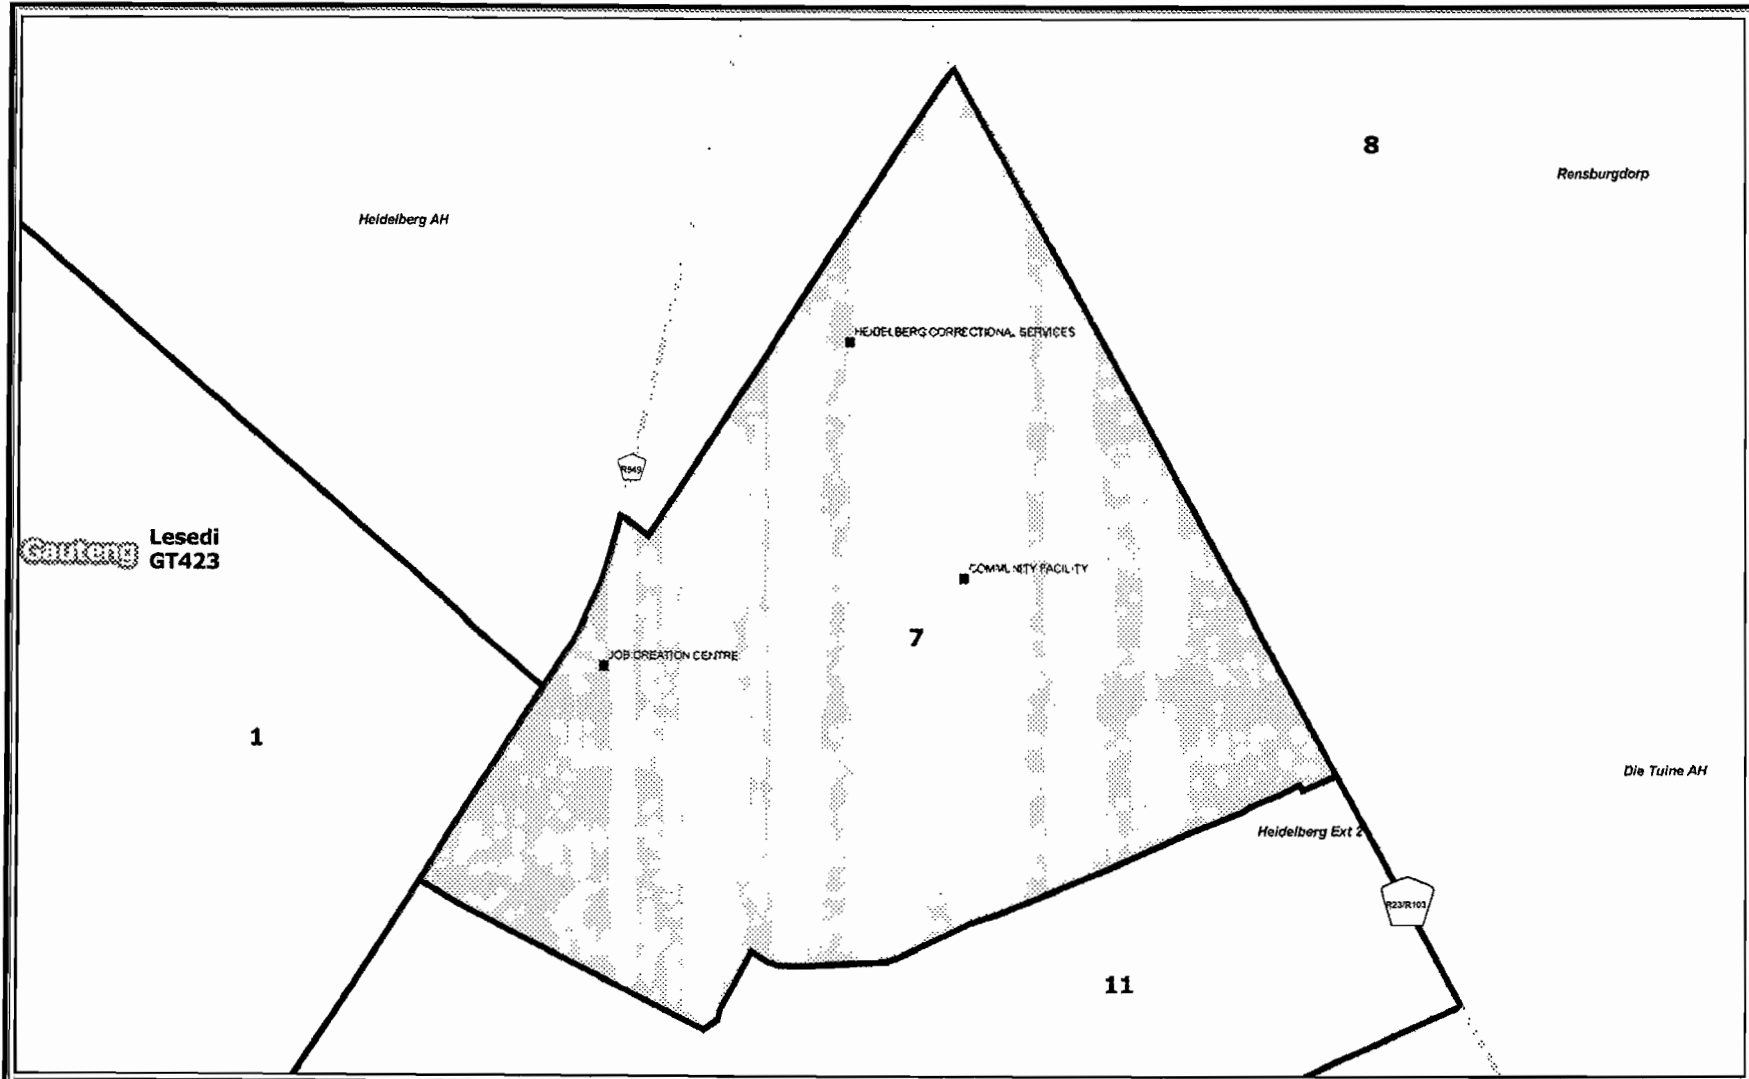 8
Rensburgdorp
Heidelberg AH
HEIDELBERG CORRECTIONAL SERVICES
R549
Gauteng
Lesedi
GT423
COMMUNITY FACILITY
7
JOB CREATION CENTRE
1
Die Tuine AH
Heidelberg Ext 2
R23/R103
11